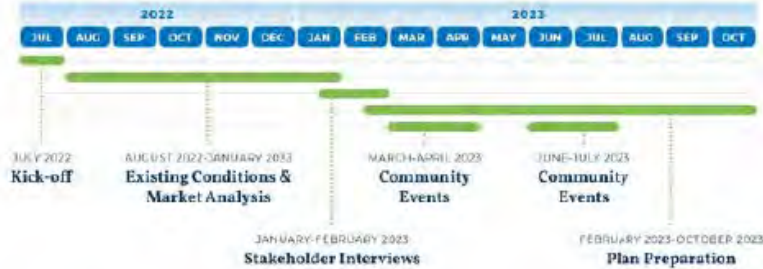 2022 2023
JUL AUG SEP OCT NOV DEC JAN FEB MAR APR MAY JUN JUL AUG SEP OCT
JULY 2022
Kick-off
AUGUST 2022-JANUARY 2023
Existing Conditions &
Market Analysis
MARCH-APRIL 2023
Community
Events
JUNE-JULY 2023
Community
Events
JANUARY-FEBRUARY 2023
Stakeholder Interviews
FEBRUARY 2023-OCTOBER 2023
Plan Preparation